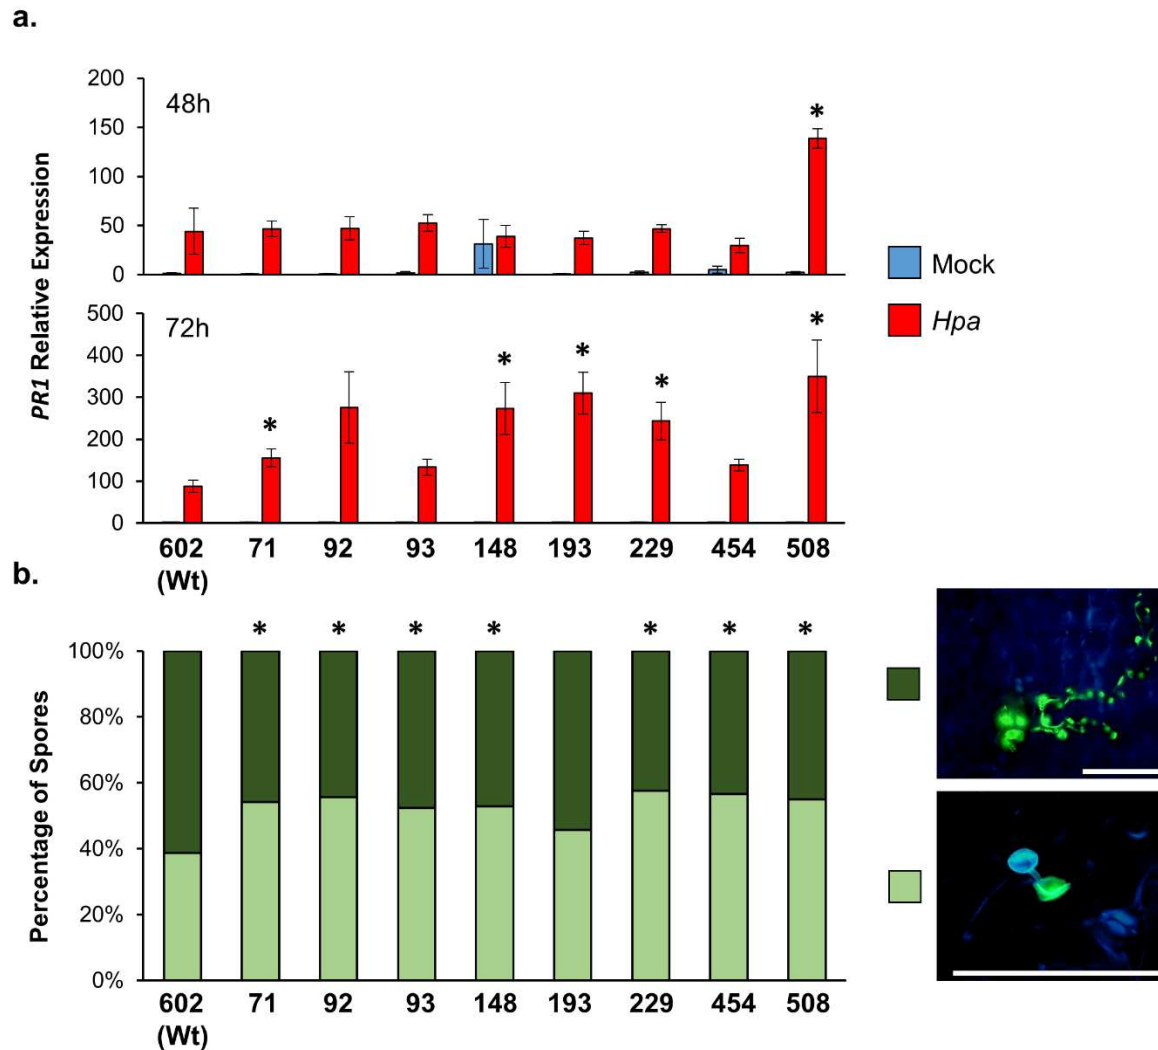 a.
PR1 Relative Expression
200
150
100
50
0
48h
*
Mock
Hpa
500
400
300
200
100
0
72h
* * * * *
602 71 92 93 148 193 229 454 508
(Wt)
b.
Percentage of Spores
* * * * * * *
100%
80%
60%
40%
20%
0%
602 71 92 93 148 193 229 454 508
(Wt)